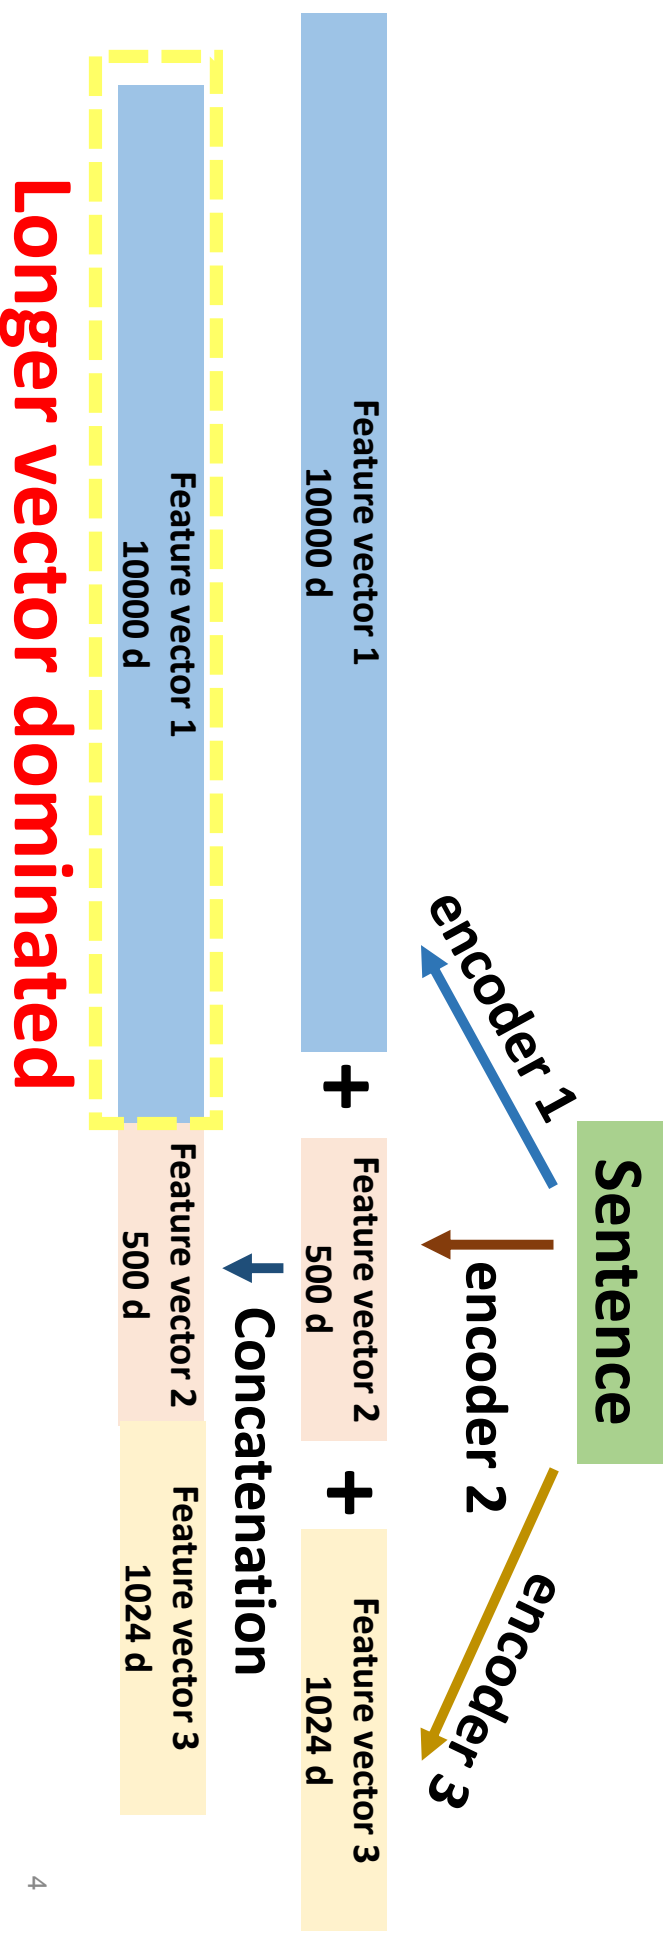 Sentence
encoder 1
encoder 2
encoder 3
Feature vector 1
10000 d
+
Feature vector 2
500 d
+
Feature vector 3
1024 d
Concatenation
Feature vector 1
10000 d
Feature vector 2
500 d
Feature vector 3
1024 d
Longer vector dominated
4